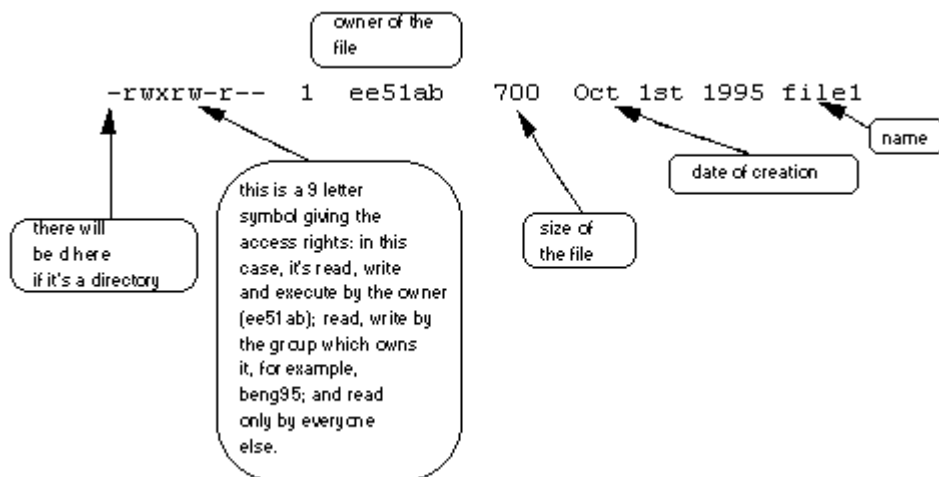 owner of the
file
-rwxrw-r-- 1 ee51ab 700 Oct 1st 1995 file1
name
date of creation
this is a 9 letter
symbol giving the
access rights: in this
case, it's read, write
and execute by the owner
(ee51ab); read, write by
the group which owns
it, for example,
beng95; and read
only by everyone
else.
there will
be d here
if it's a directory
size of
the file